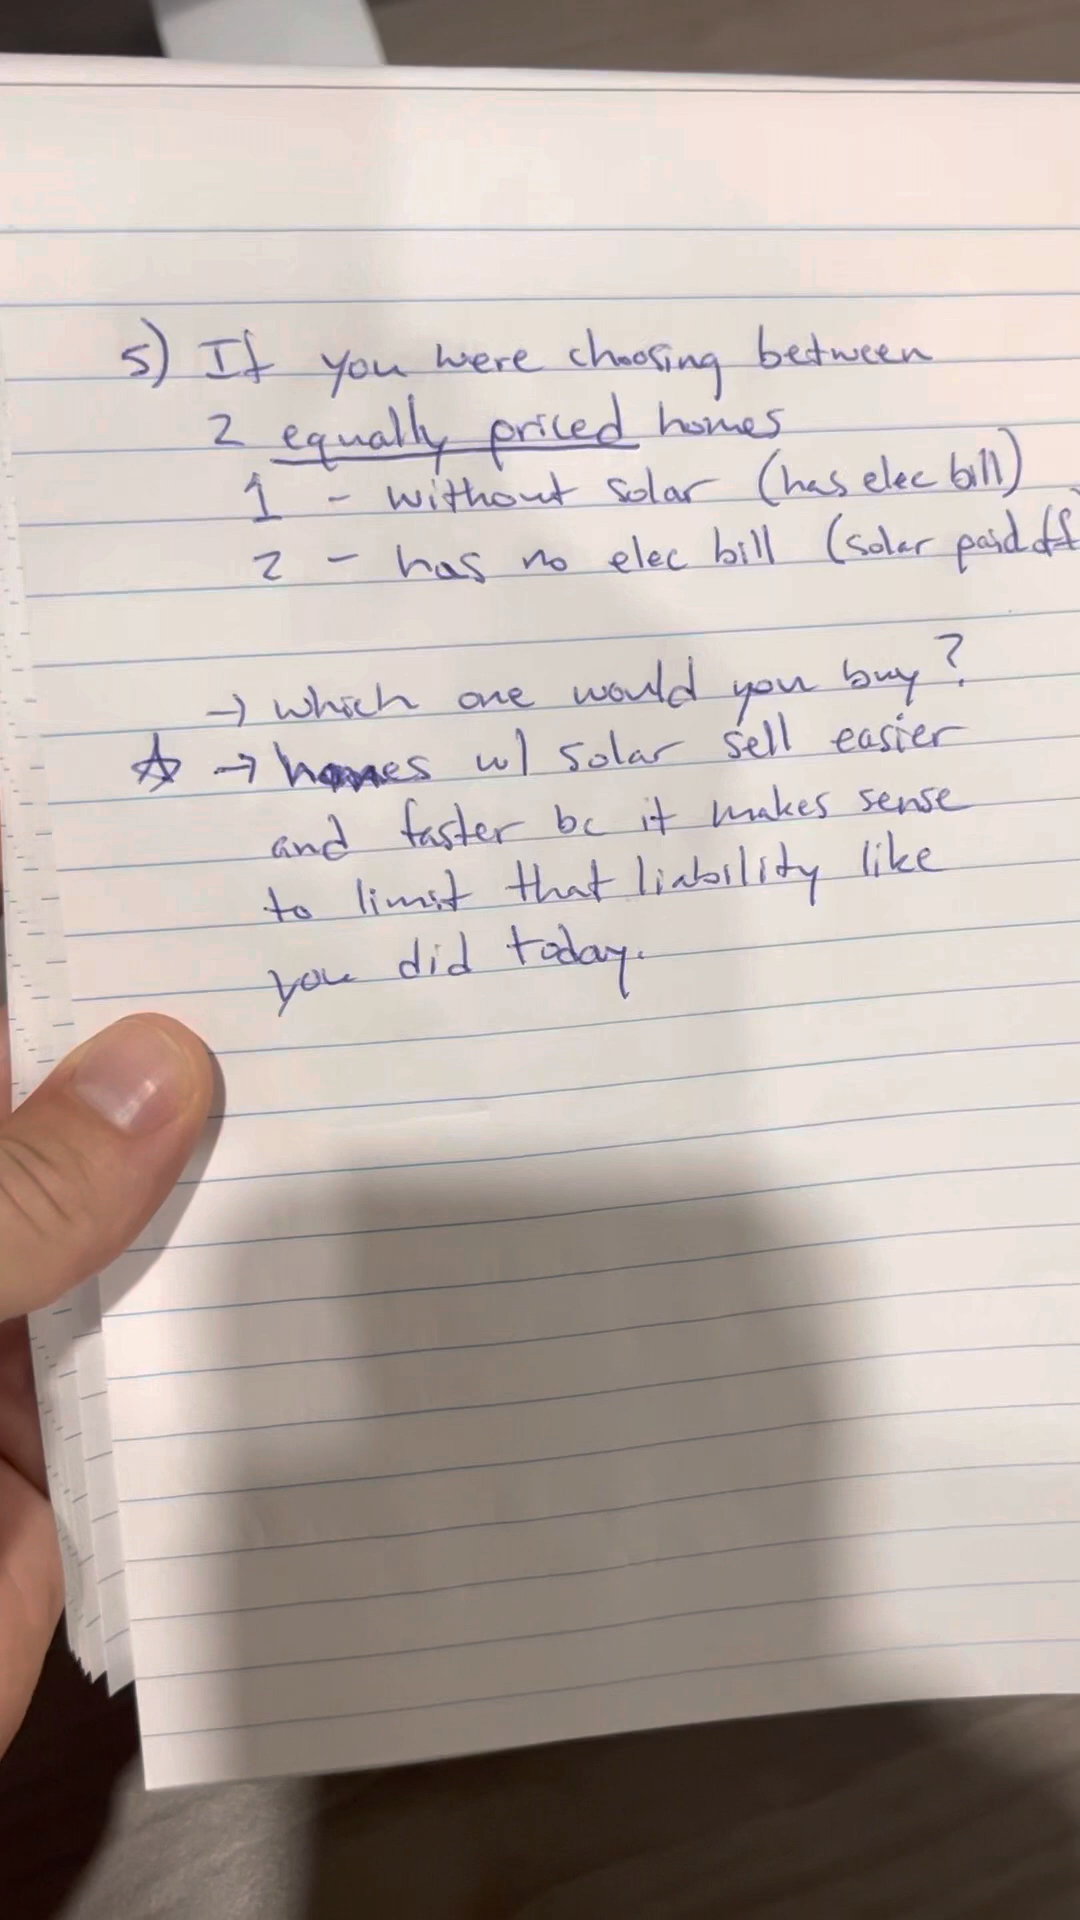 5) If you were choosing between
2 equally priced homes
1 - without solar (has elec bill)
2 - has no elec bill (solar paid off)
→ which one would you buy?
☆ → homes w/ solar sell easier
and faster bc it makes sense
to limit that liability like
you did today.